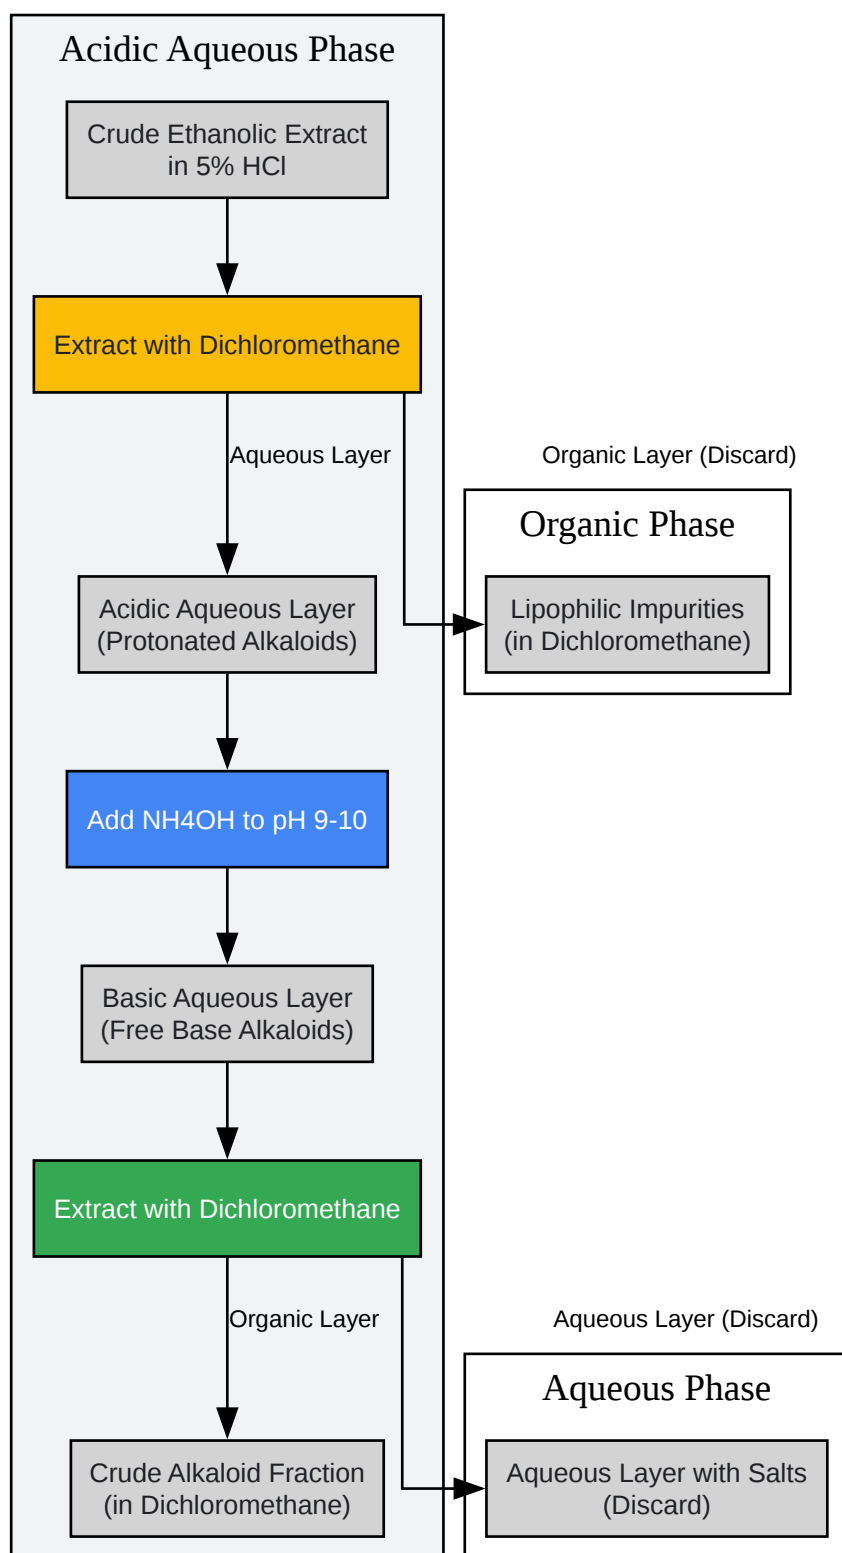 Acidic Aqueous Phase
Crude Ethanolic Extract
in 5% HCl
Extract with Dichloromethane
Aqueous Layer
Organic Layer (Discard)
Organic Phase
Acidic Aqueous Layer
(Protonated Alkaloids)
Lipophilic Impurities
(in Dichloromethane)
Add NH4OH to pH 9-10
Basic Aqueous Layer
(Free Base Alkaloids)
Extract with Dichloromethane
Organic Layer
Aqueous Layer (Discard)
Aqueous Phase
Crude Alkaloid Fraction
(in Dichloromethane)
Aqueous Layer with Salts
(Discard)